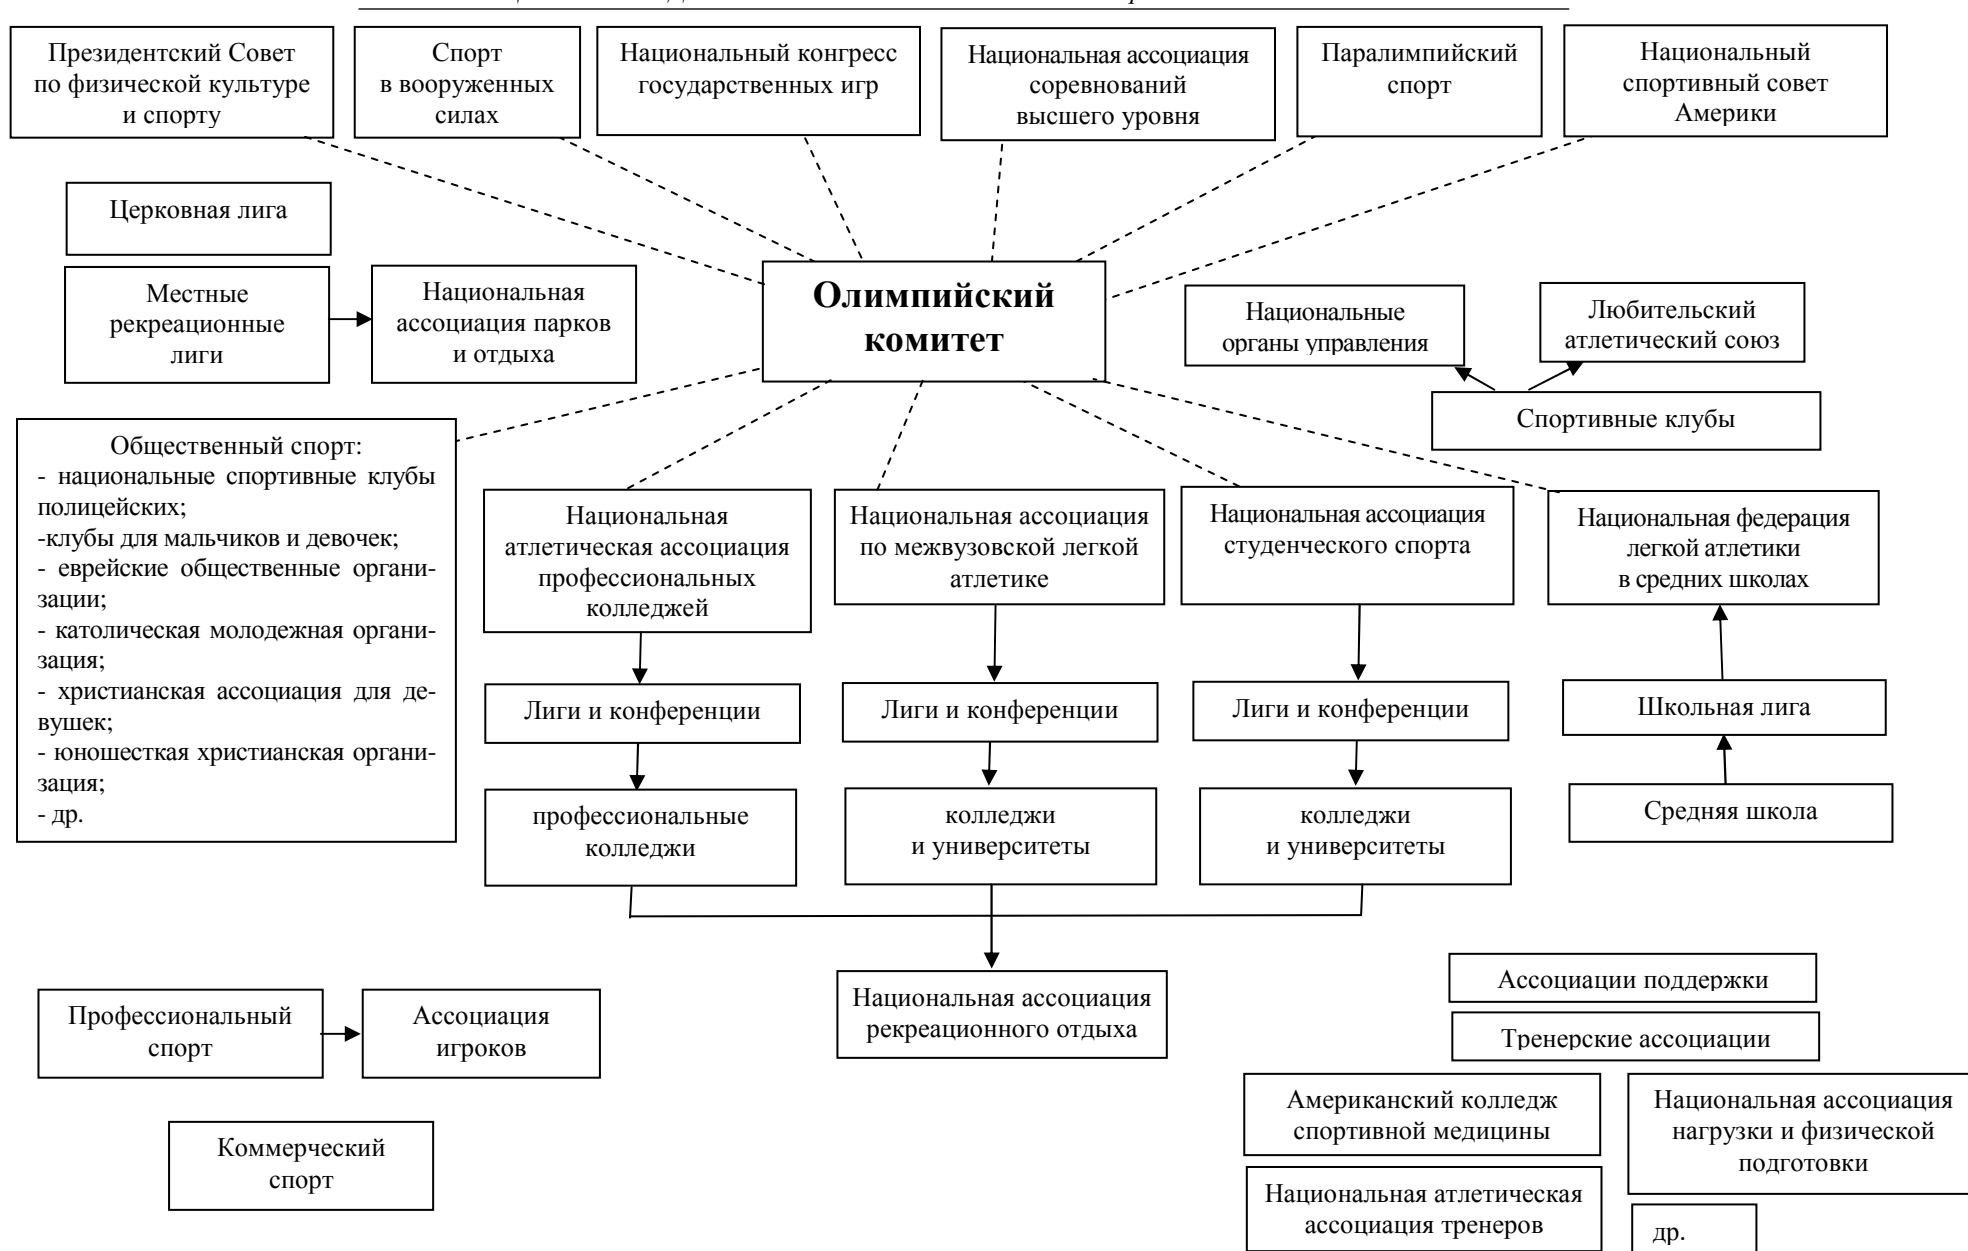 Президентский Совет
по физической культуре
и спорту
Спорт
в вооруженных
силах
Национальный конгресс
государственных игр
Национальная ассоциация
соревнований
высшего уровня
Паралимпийский
спорт
Национальный
спортивный совет
Америки
Церковная лига
Местные
рекреационные
лиги
Национальная
ассоциация парков
и отдыха
Олимпийский
комитет
Национальные
органы управления
Любительский
атлетический союз
Спортивные клубы
Общественный спорт:
- национальные спортивные клубы
полицейских;
-клубы для мальчиков и девочек;
- еврейские общественные органи-
зации;
- католическая молодежная органи-
зация;
- христианская ассоциация для де-
вушек;
- юношесткая христианская органи-
зация;
- др.
Национальная
атлетическая ассоциация
профессиональных
колледжей
Национальная ассоциация
по межвузовской легкой
атлетике
Национальная ассоциация
студенческого спорта
Национальная федерация
легкой атлетики
в средних школах
Лиги и конференции
Лиги и конференции
Лиги и конференции
Школьная лига
профессиональные
колледжи
колледжи
и университеты
колледжи
и университеты
Средняя школа
Национальная ассоциация
рекреационного отдыха
Профессиональный
спорт
Ассоциация
игроков
Коммерческий
спорт
Ассоциации поддержки
Тренерские ассоциации
Американский колледж
спортивной медицины
Национальная ассоциация
нагрузки и физической
подготовки
Национальная атлетическая
ассоциация тренеров
др.